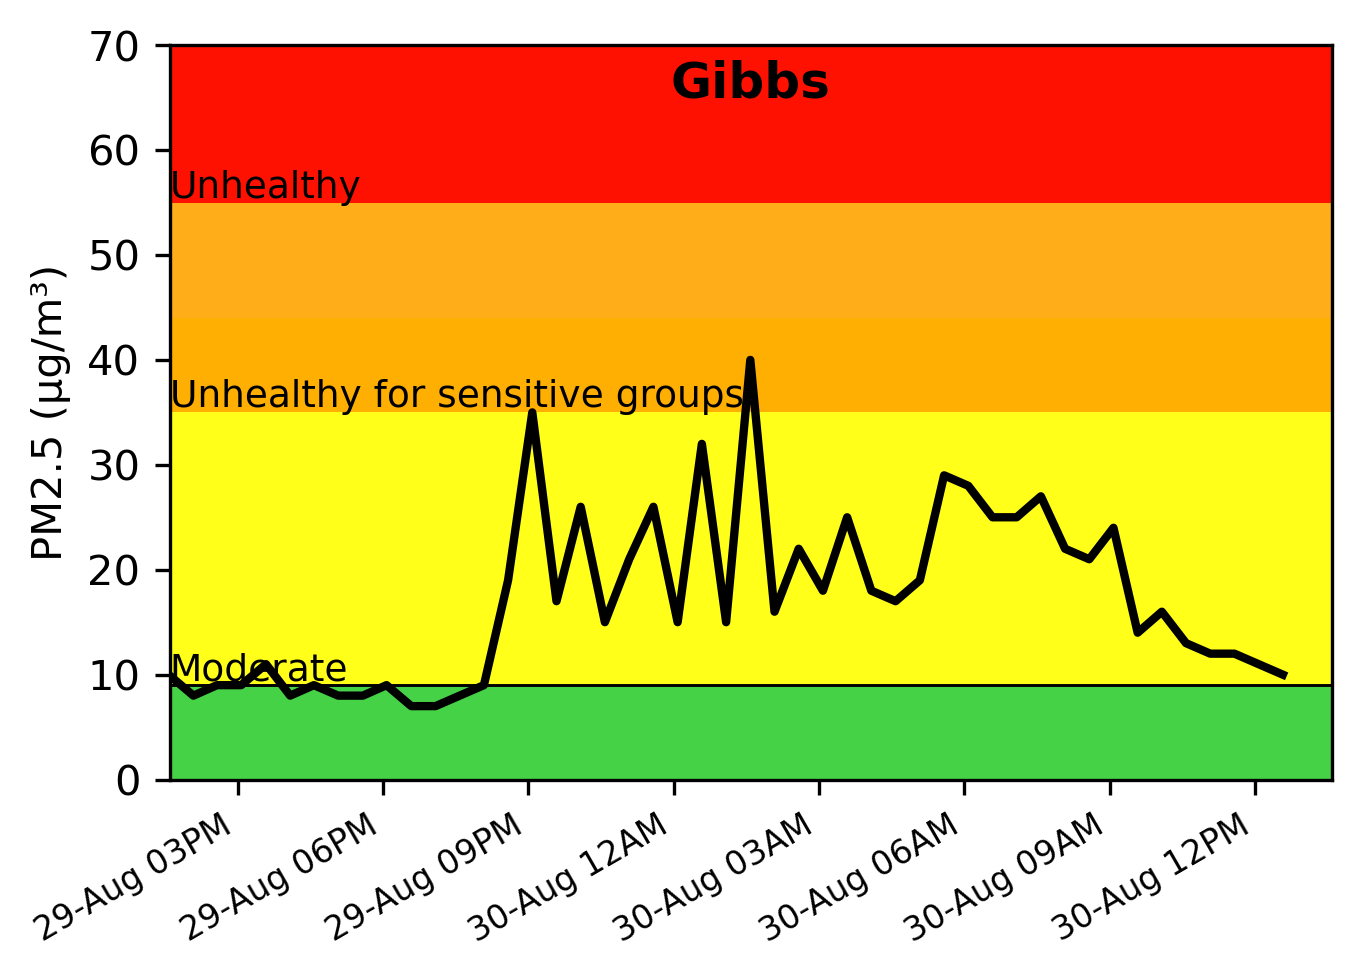 Gibbs
PM2.5 (µg/m³)
70
60
50
40
30
20
10
0
Unhealthy
Unhealthy for sensitive groups
Moderate
29-Aug 03PM
29-Aug 06PM
29-Aug 09PM
30-Aug 12AM
30-Aug 03AM
30-Aug 06AM
30-Aug 09AM
30-Aug 12PM